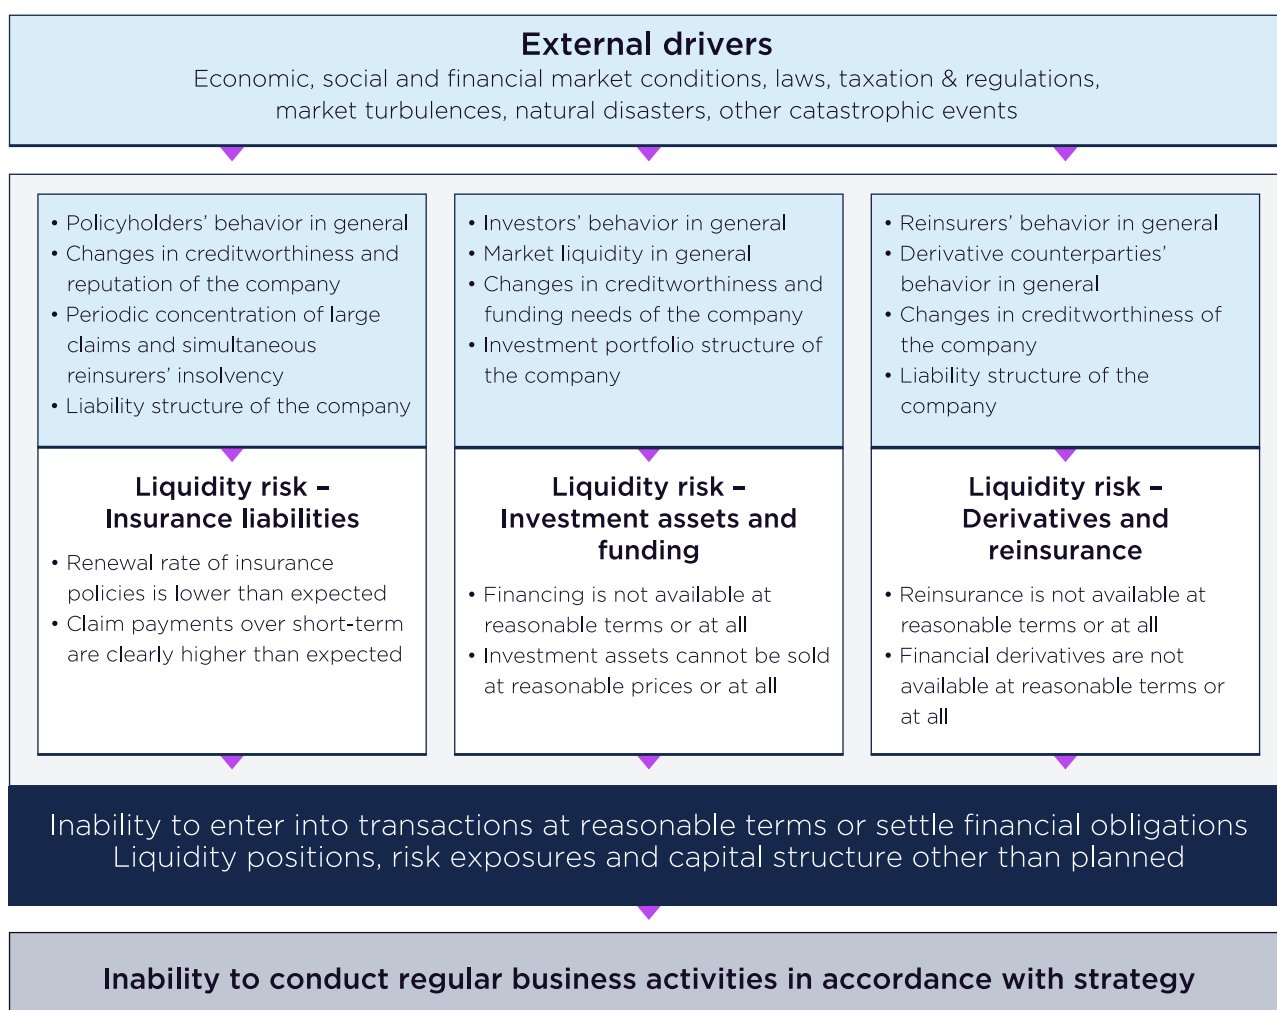 External drivers
Economic, social and financial market conditions, laws, taxation & regulations,
market turbulences, natural disasters, other catastrophic events
• Policyholders’ behavior in general
• Changes in creditworthiness and
reputation of the company
• Periodic concentration of large
claims and simultaneous
reinsurers’ insolvency
• Liability structure of the company
Liquidity risk –
Insurance liabilities
• Renewal rate of insurance
policies is lower than expected
• Claim payments over short-term
are clearly higher than expected
• Investors’ behavior in general
• Market liquidity in general
• Changes in creditworthiness and
funding needs of the company
• Investment portfolio structure of
the company
Liquidity risk –
Investment assets and
funding
• Financing is not available at
reasonable terms or at all
• Investment assets cannot be sold
at reasonable prices or at all
• Reinsurers’ behavior in general
• Derivative counterparties’
behavior in general
• Changes in creditworthiness of
the company
• Liability structure of the
company
Liquidity risk –
Derivatives and
reinsurance
• Reinsurance is not available at
reasonable terms or at all
• Financial derivatives are not
available at reasonable terms or
at all
Inability to enter into transactions at reasonable terms or settle financial obligations
Liquidity positions, risk exposures and capital structure other than planned
Inability to conduct regular business activities in accordance with strategy